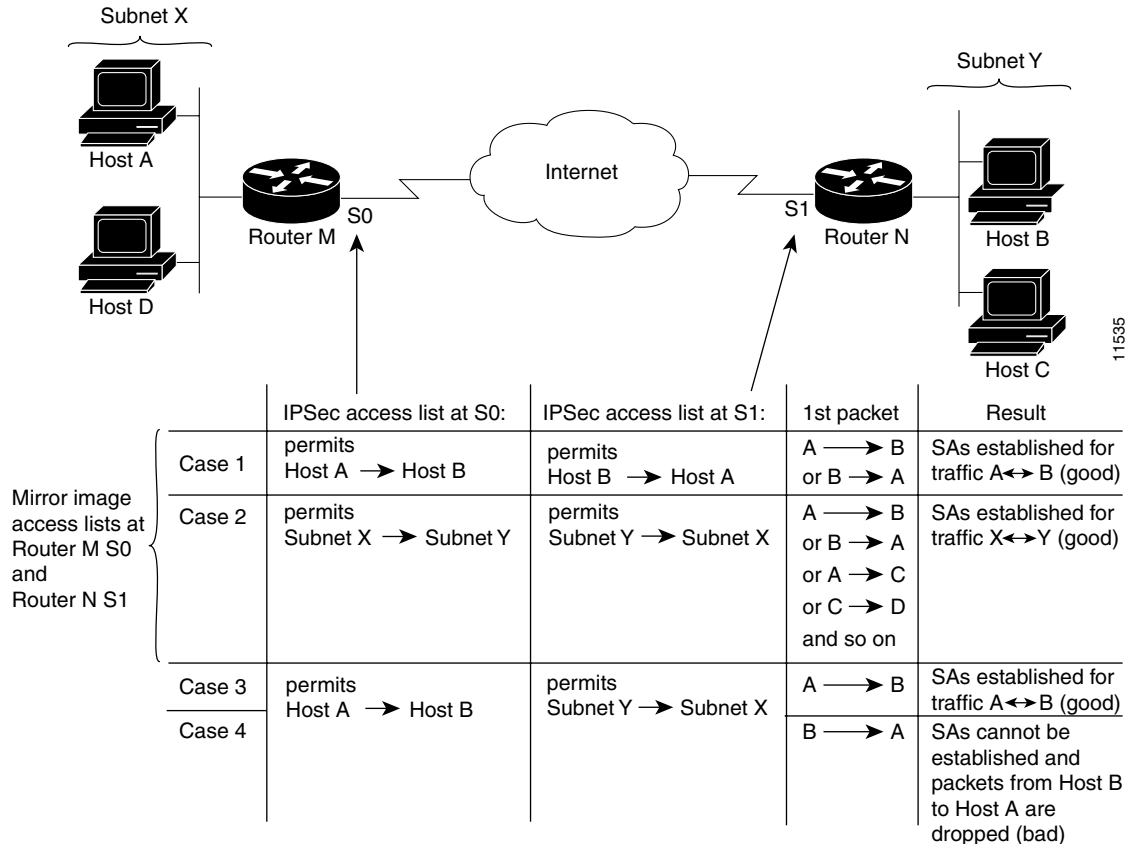 Subnet X
Subnet Y
Host A
Host D
Router M
S0
Internet
S1
Router N
Host B
Host C
11535
IPSec access list at S0:
IPSec access list at S1:
1st packet
Result
Mirror image
access lists at
Router M S0
and
Router N S1
Case 1
permits
Host A → Host B
permits
Host B → Host A
A → B
or B → A
SAs established for
traffic A↔B (good)
Case 2
permits
Subnet X → Subnet Y
permits
Subnet Y → Subnet X
A → B
or B → A
or A → C
or C → D
and so on
SAs established for
traffic X↔Y (good)
Case 3
permits
Host A → Host B
permits
Subnet Y → Subnet X
A → B
SAs established for
traffic A↔B (good)
Case 4
B → A
SAs cannot be
established and
packets from Host B
to Host A are
dropped (bad)